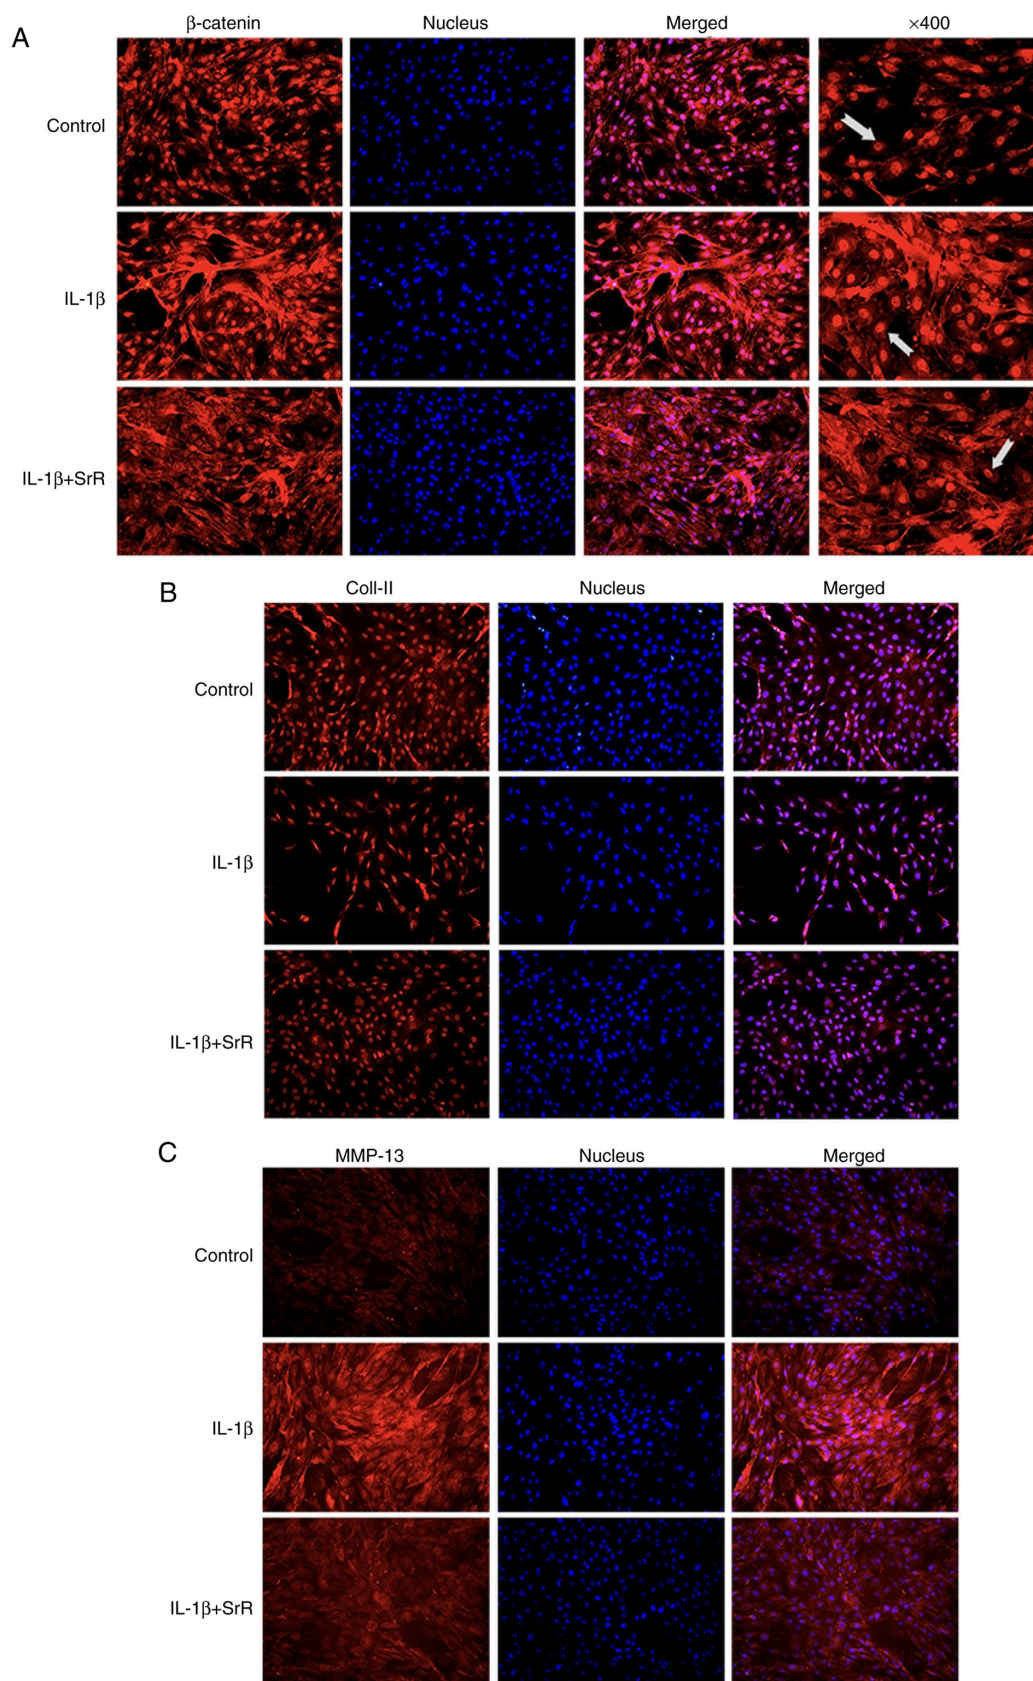 A
β-catenin Nucleus Merged ×400
Control
IL-1β
IL-1β+SrR
B
Coll-II Nucleus Merged
Control
IL-1β
IL-1β+SrR
C
MMP-13 Nucleus Merged
Control
IL-1β
IL-1β+SrR